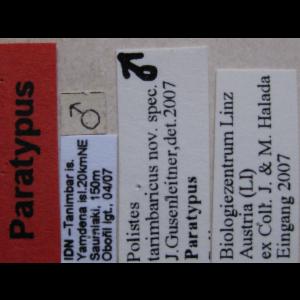 Paratypus
♂
IDN –Tanimbar is.
Yamdena isl.20kmNE
Saumlaki, 150m
Obořil lgt., 04/07
♂
Polistes
tarimbaricus nov. spec.
J.Gusenleitner,det.2007
Paratypus
Biologiezentrum Linz
Austria (LI)
ex Coll. J. & M. Halada
Eingang 2007